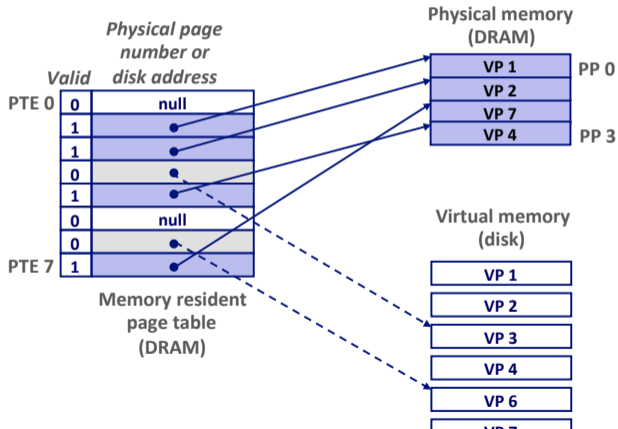 Physical page
number or
disk address
Valid
PTE 0
0
null
1
1
0
1
0
null
0
PTE 7
1
Memory resident
page table
(DRAM)
Physical memory
(DRAM)
VP 1
PP 0
VP 2
VP 7
VP 4
PP 3
Virtual memory
(disk)
VP 1
VP 2
VP 3
VP 4
VP 6